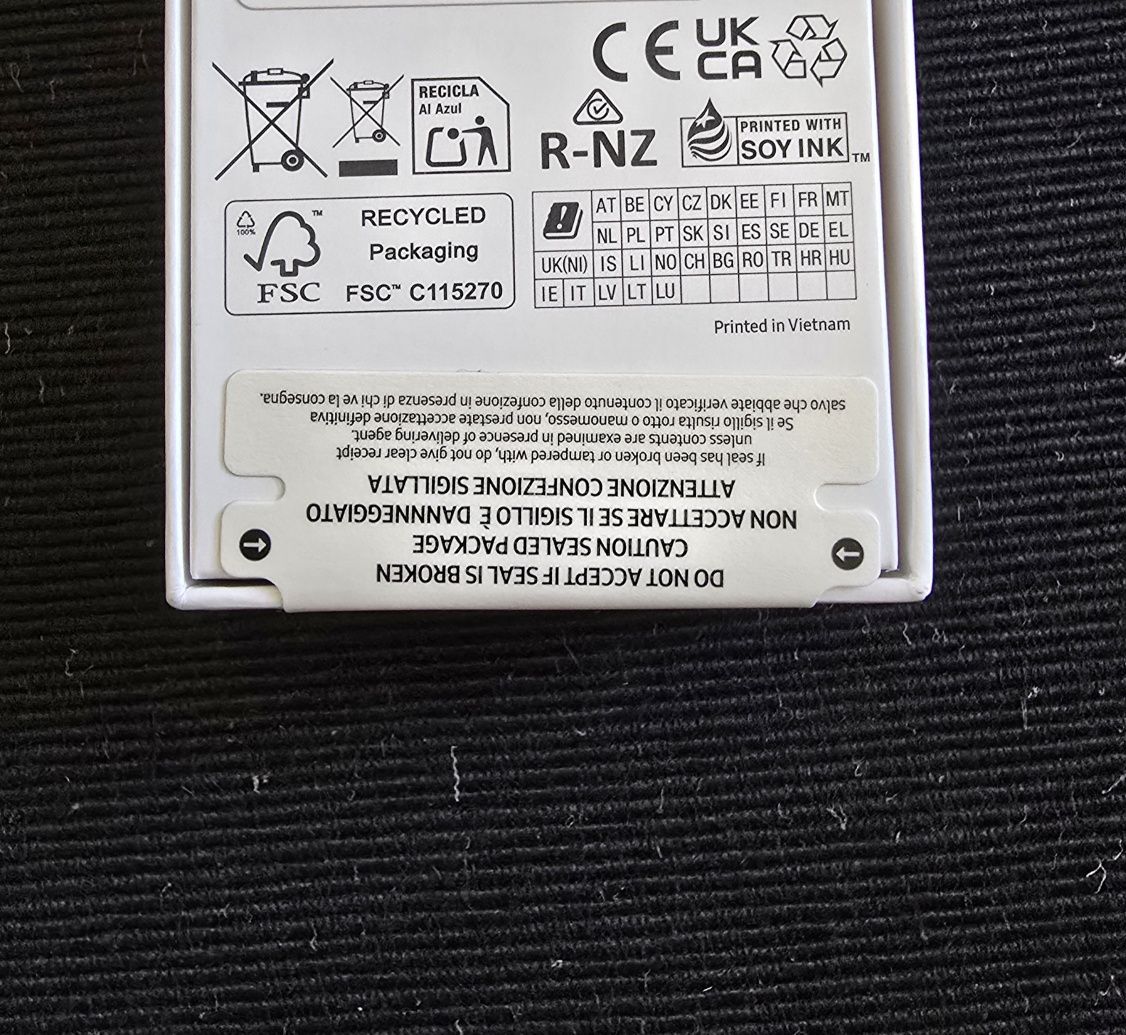 CE
UK
CA
RECICLA
Al Azul
R-NZ
PRINTED WITH
SOY INK™
100%
™
FSC
RECYCLED
Packaging
FSC™ C115270
AT BE CY CZ DK EE FI FR MT
NL PL PT SK SI ES SE DE EL
UK(NI) IS LI NO CH BG RO TR HR HU
IE IT LV LT LU
Printed in Vietnam
DO NOT ACCEPT IF SEAL IS BROKEN
CAUTION SEALED PACKAGE
NON ACCETTARE SE IL SIGILLO È DANNNEGGIATO
ATTENZIONE CONFEZIONE SIGILLATA
If seal has been broken or tampered with, do not give clear receipt
unless contents are examined in presence of delivering agent.
Se il sigillo risulta rotto o manomesso, non prestate accettazione definitiva
salvo che abbiate verificato il contenuto della confezione in presenza di chi ve la consegna.